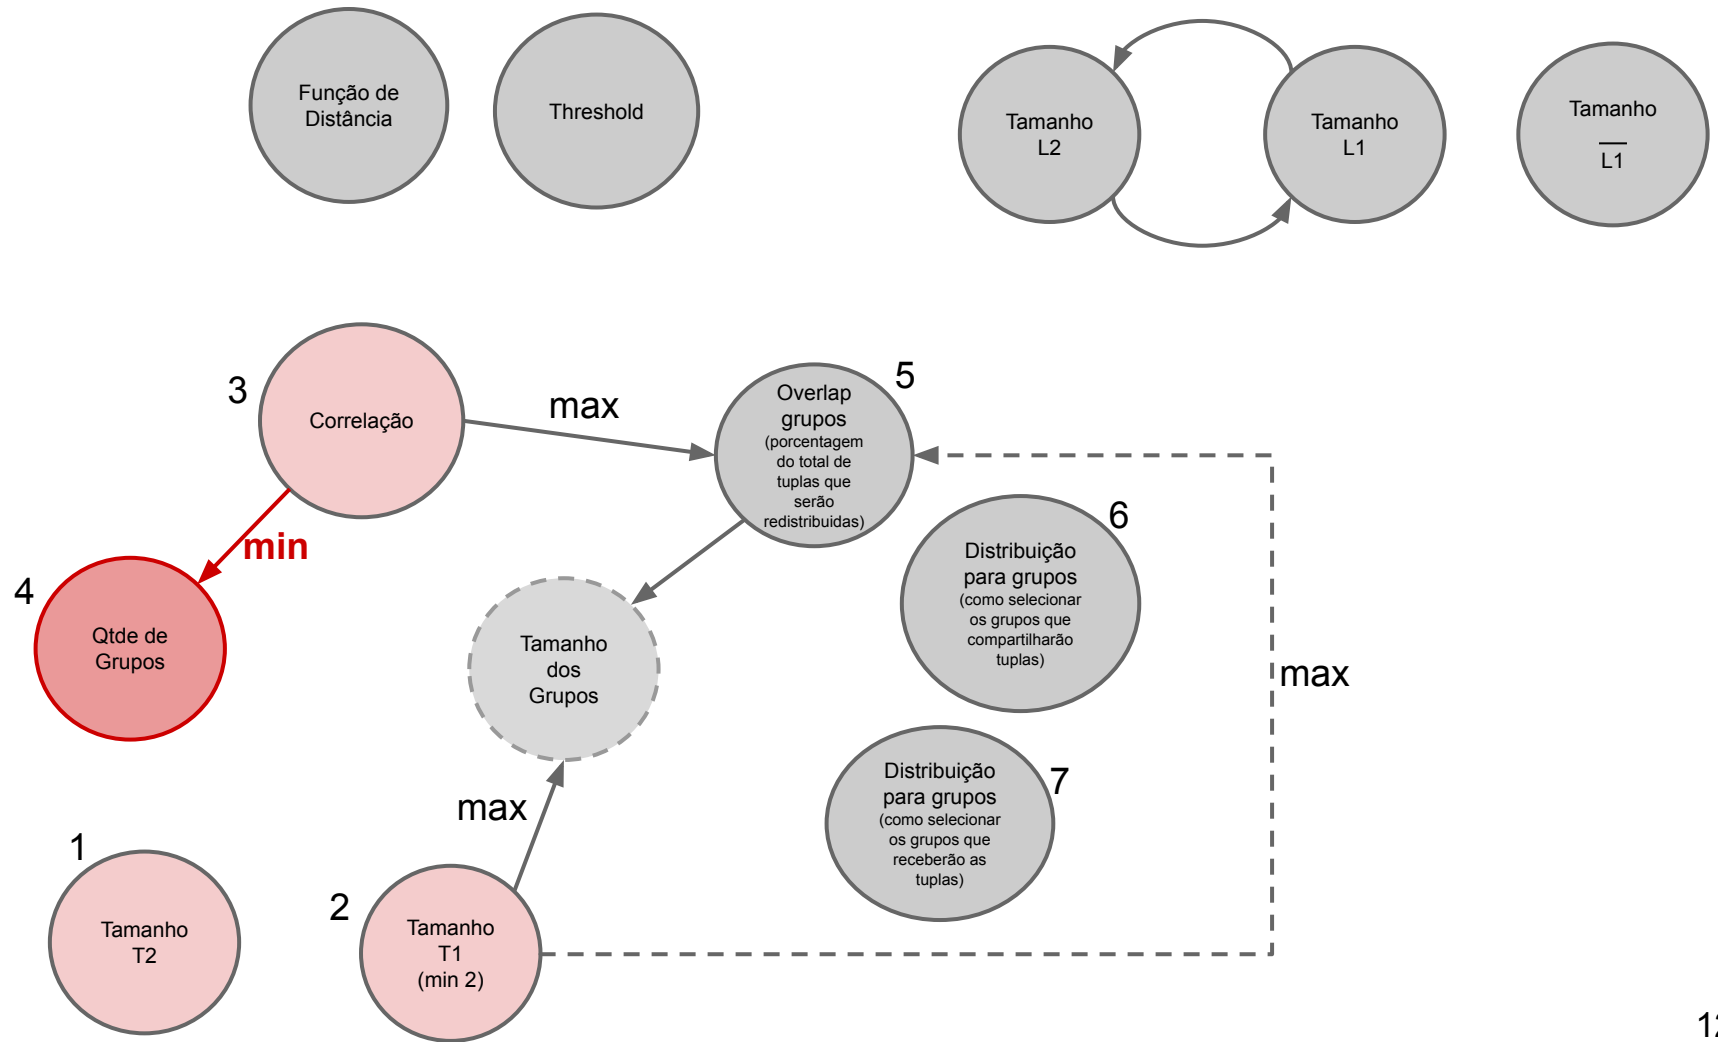 Função de
Distância
Threshold
Tamanho
L2
Tamanho
L1
Tamanho
L1
3
Correlação
max
5
Overlap
grupos
(porcentagem
do total de
tuplas que
serão
redistribuidas)
min
4
Qtde de
Grupos
Tamanho
dos
Grupos
6
Distribuição
para grupos
(como selecionar
os grupos que
compartilharão
tuplas)
max
7
Distribuição
para grupos
(como selecionar
os grupos que
receberão as
tuplas)
max
1
Tamanho
T2
2
Tamanho
T1
(min 2)